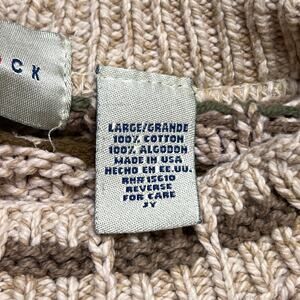 CK
LARGE/GRANDE
100% COTTON
100% ALGODON
MADE IN USA
HECHO EN EE.UU.
RN#15610
REVERSE
FOR CARE
JY